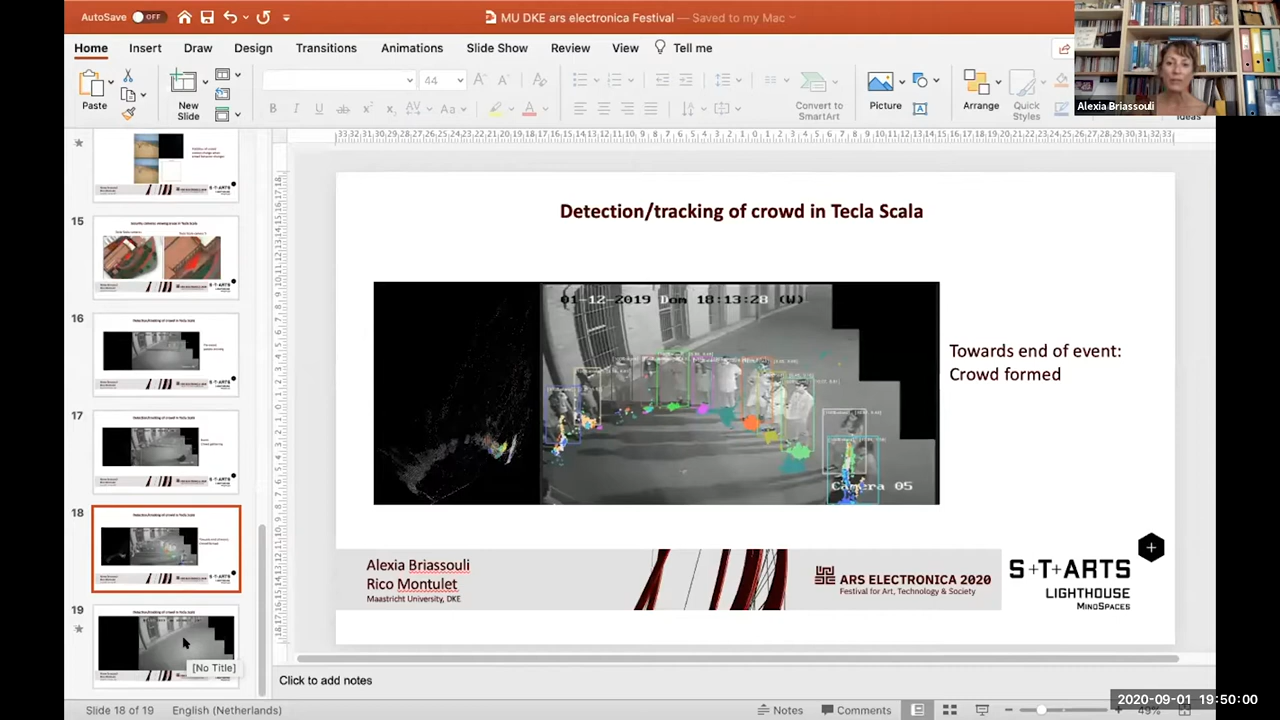 AutoSave OFF
MU DKE ars electronica Festival — Saved to my Mac
Home Insert Draw Design Transitions Animations Slide Show Review View Tell me
Paste
New
Slide
44
Convert to
SmartArt
Picture
Arrange
Quick
Styles
Ideas
Alexia Briassouli
15
16
17
18
19
[No Title]
Detection/tracking of crowd in Tecla Scala
01-12-2019 Dom 18:13:28 (W)
Camera 05
Towards end of event:
Crowd formed
Alexia Briassouli
Rico Montulet
Maastricht University, DKE
ARS ELECTRONICA 2020
Festival for Art, Technology & Society
S+T+ARTS
LIGHTHOUSE
MINDSPACES
Click to add notes
Slide 18 of 19 English (Netherlands) Notes Comments 49%
2020-09-01 19:50:00